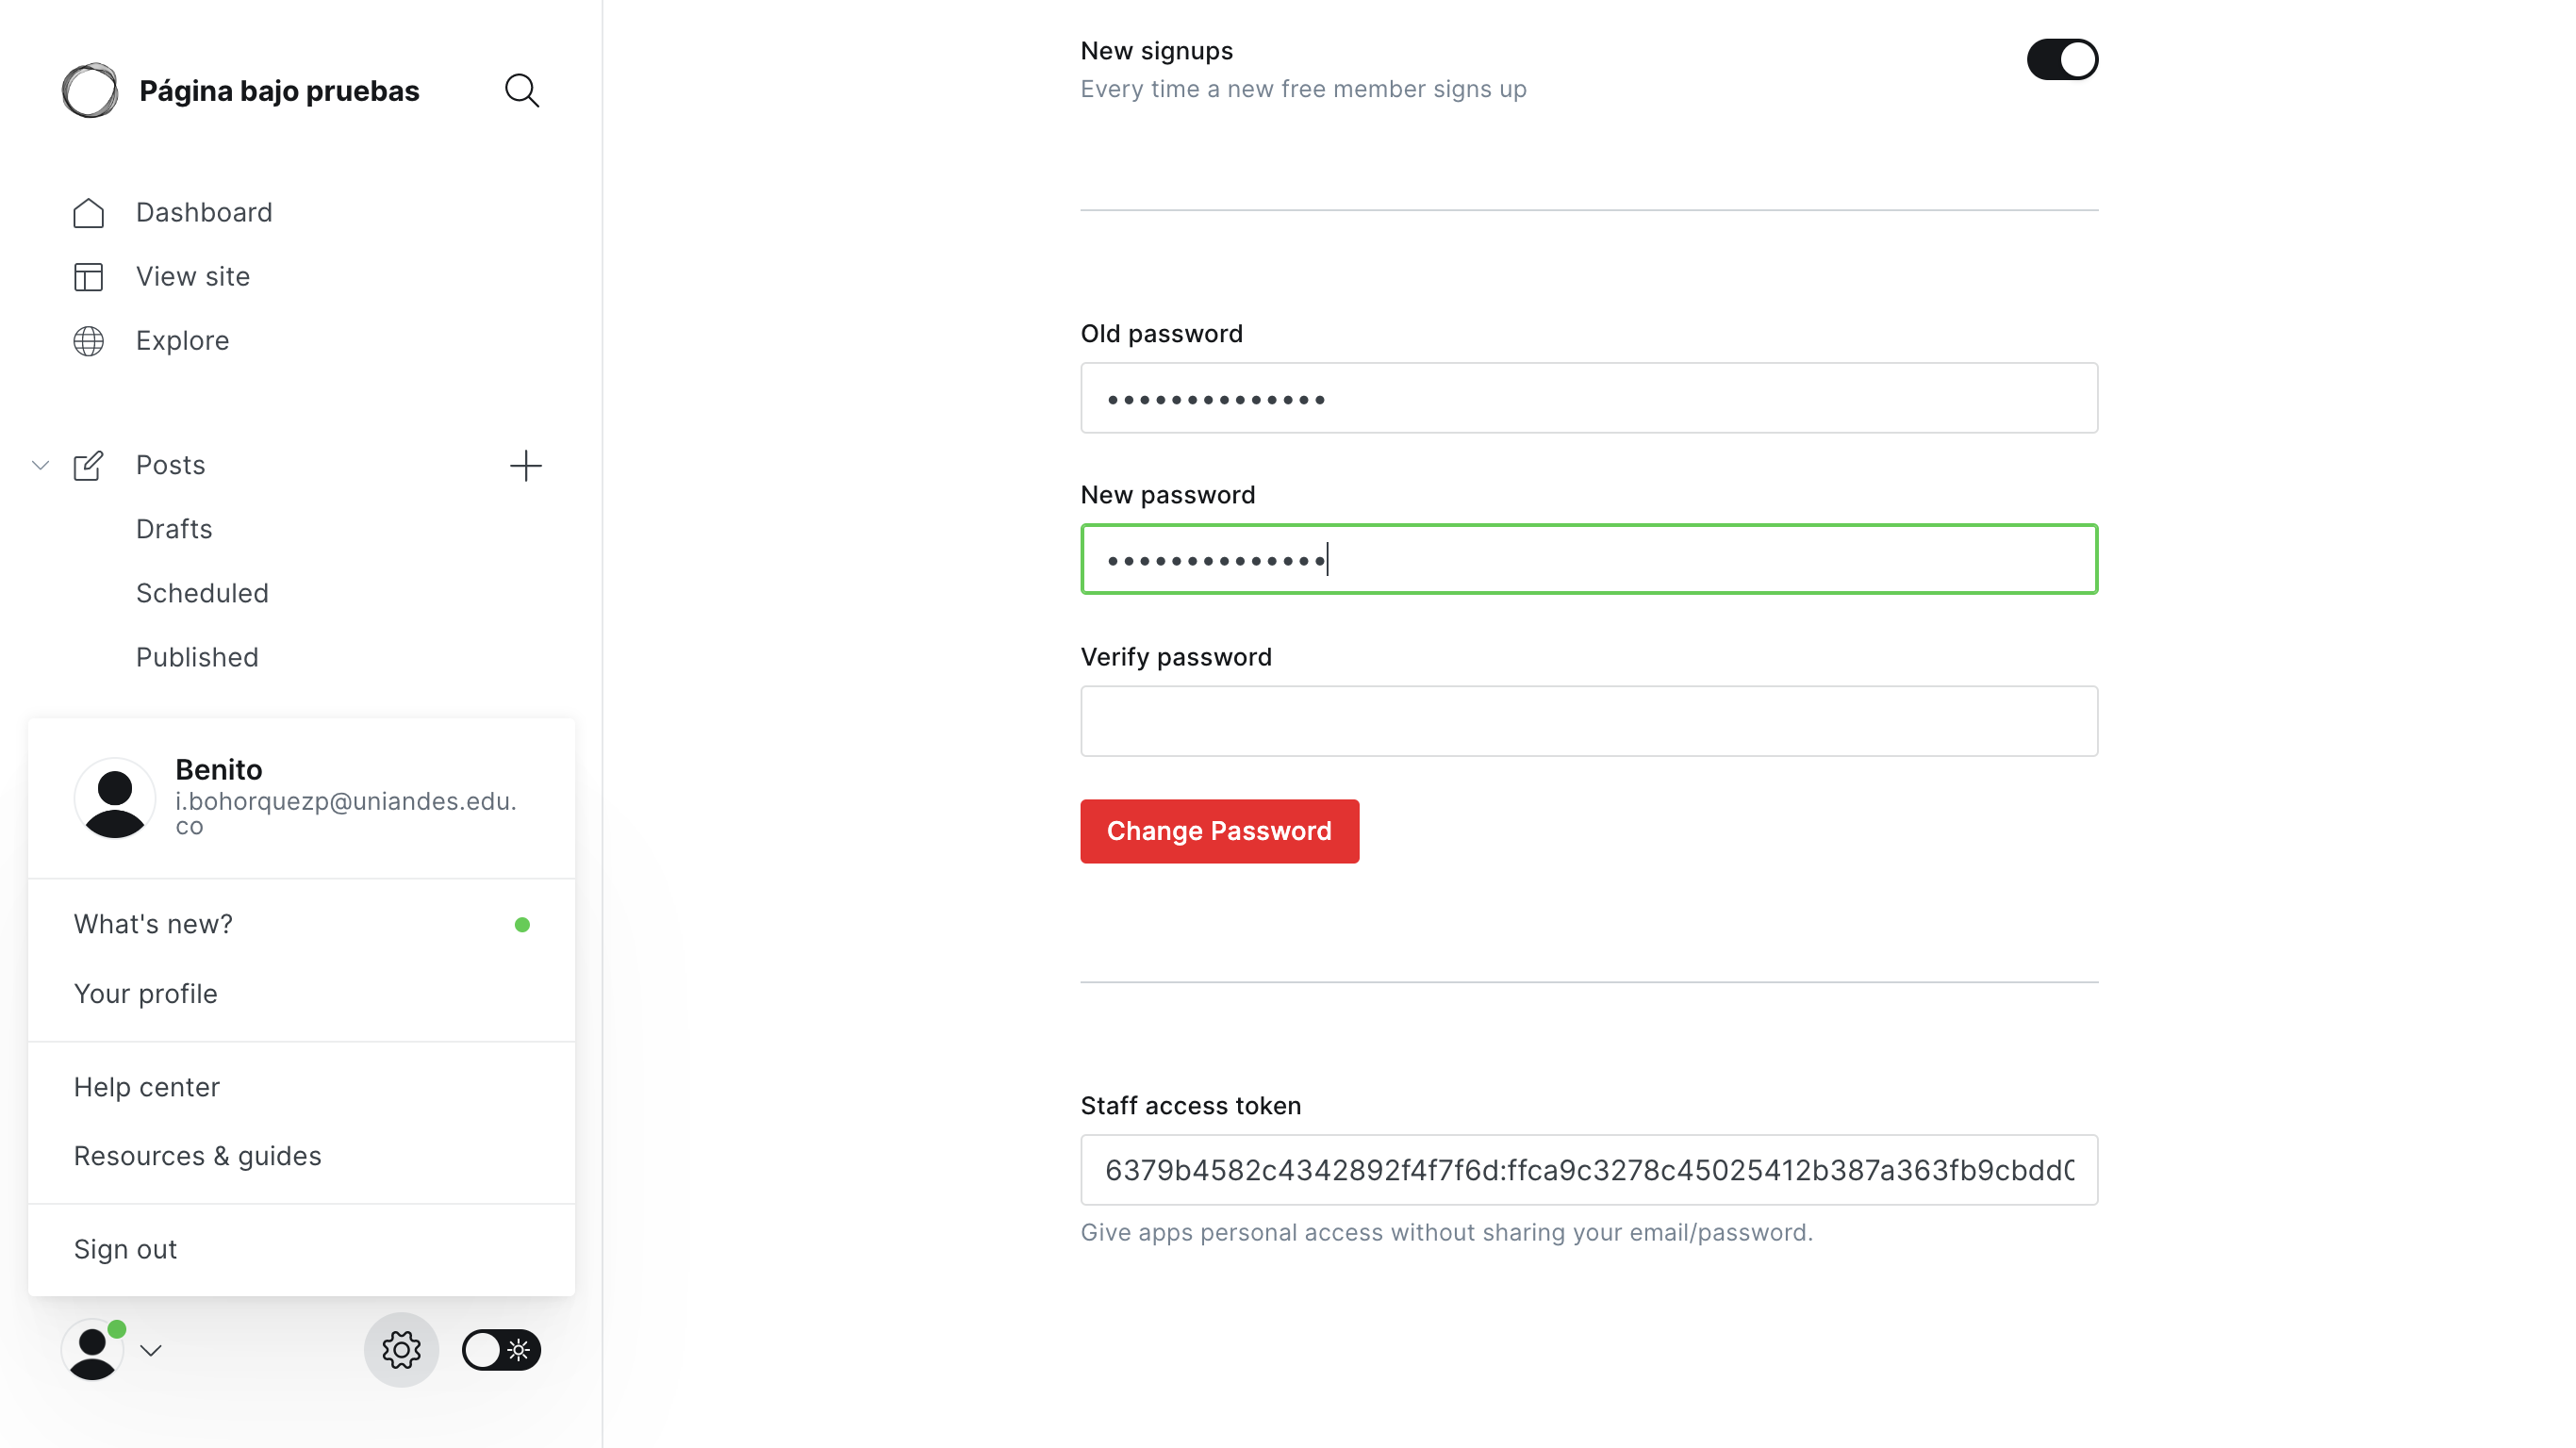 Página bajo pruebas
Dashboard
View site
Explore
Posts
Drafts
Scheduled
Published
Benito
i.bohorquezp@uniandes.edu.
co
What's new?
Your profile
Help center
Resources & guides
Sign out
New signups
Every time a new free member signs up
Old password
New password
Verify password
Change Password
Staff access token
6379b4582c4342892f4f7f6d:ffca9c3278c45025412b387a363fb9cbdd0
Give apps personal access without sharing your email/password.